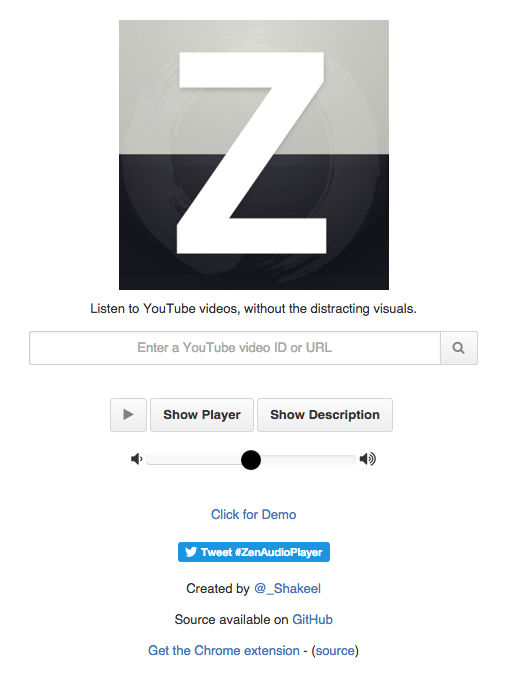 Z
Listen to YouTube videos, without the distracting visuals.
Enter a YouTube video ID or URL
Show Player Show Description
Click for Demo
Tweet #ZenAudioPlayer
Created by @_Shakeel
Source available on GitHub
Get the Chrome extension - (source)